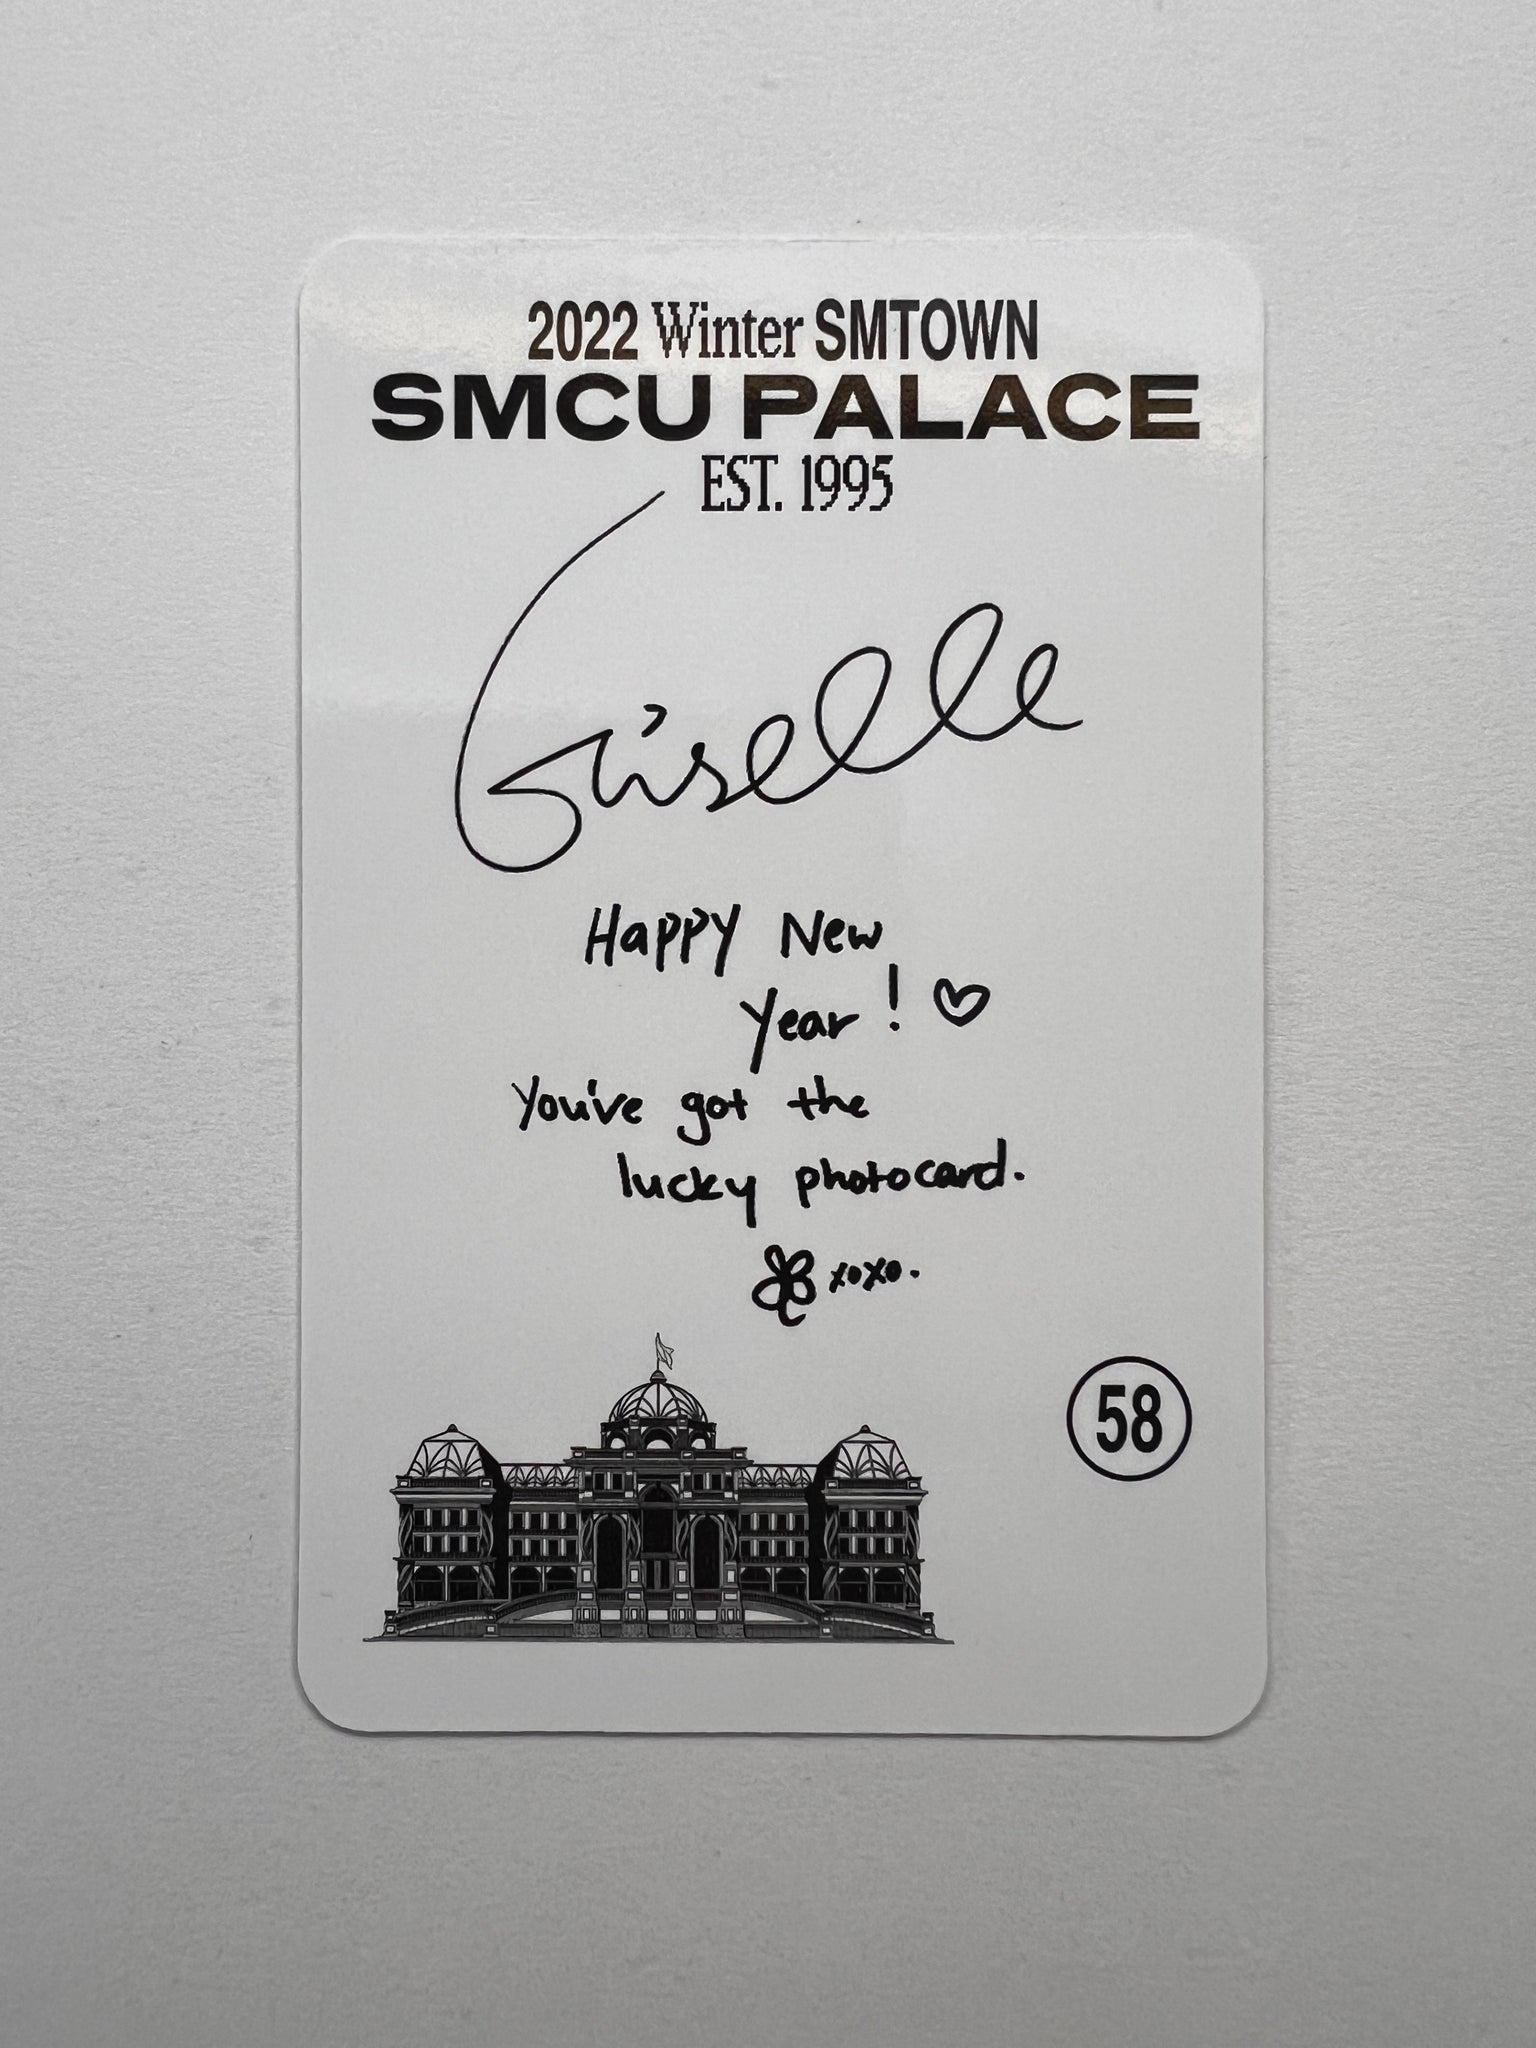 2022 Winter SMTOWN
SMCU PALACE
EST. 1995
Giselle
Happy New
Year! ♡
You've got the
lucky photocard.
xoxo.
58